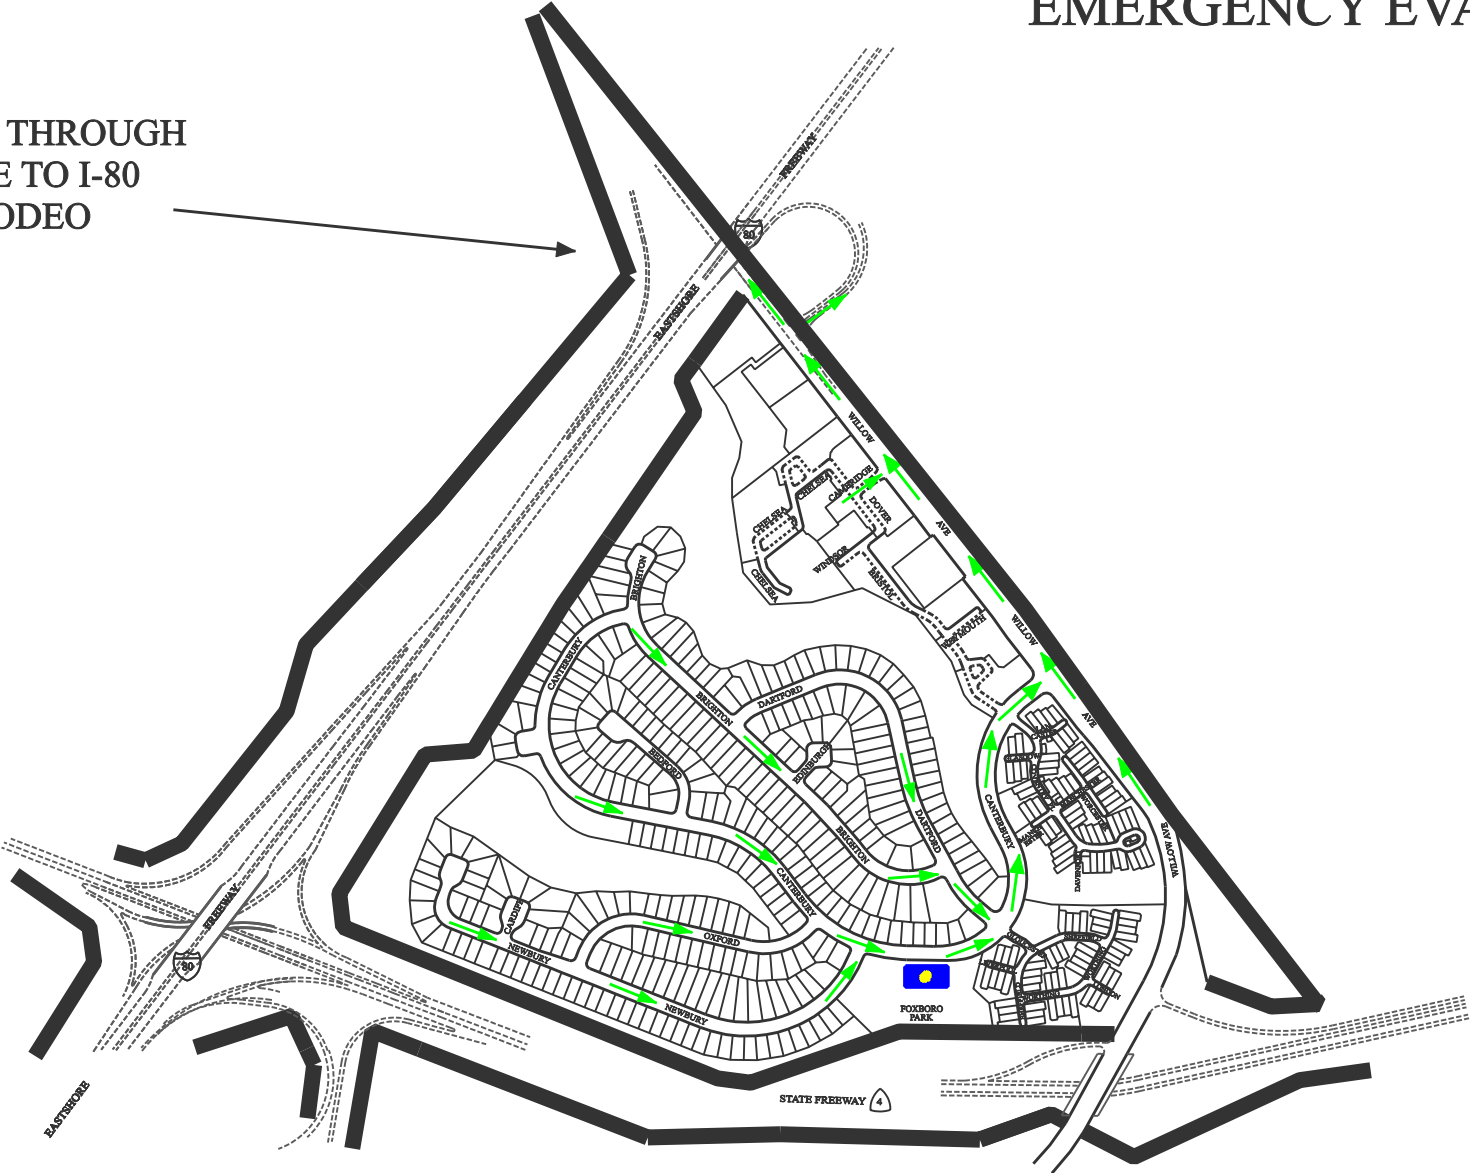 EMERGENCY EVA
THROUGH
E TO I-80
ODEO
FREEWAY
80
EASTSHORE
WILLOW
CAMBRIDGE
CHELSEA
DOVER
CHELSEA
AVE
WINDSOR
CHELSEA
BRISTOL
BRIGHTON
WILLOW
CANTERBURY
DARTFORD
BRIGHTON
AVE
EDINBURGH
BEDFORD
CANTERBURY
DARTFORD
BRIGHTON
WILLOW AVE
DAVENPORT
CANTERBURY
CARDIFF
FREEWAY
OXFORD
NEWBURY
80
NEWBURY
FOXBORO
PARK
STATE FREEWAY 4
EASTSHORE